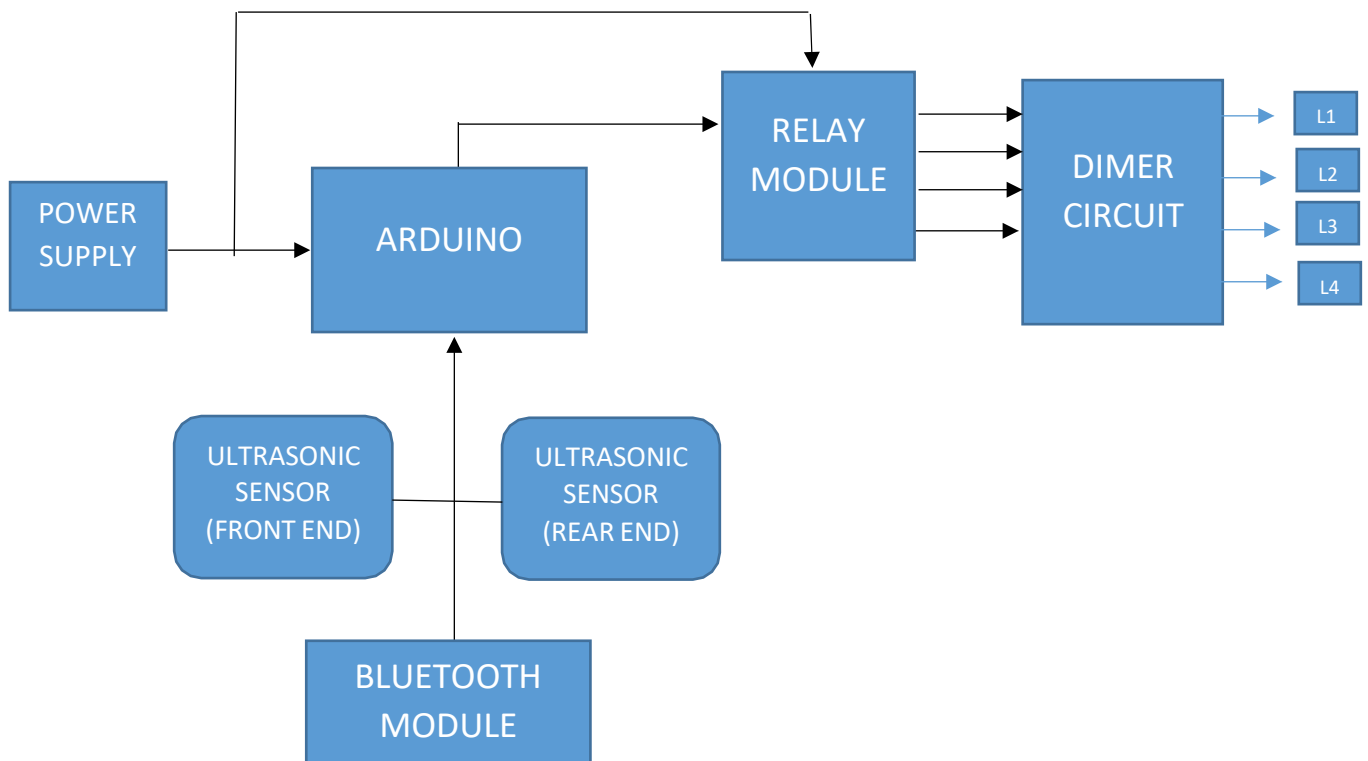 POWER
SUPPLY
ARDUINO
RELAY
MODULE
DIMER
CIRCUIT
L1
L2
L3
L4
ULTRASONIC
SENSOR
(FRONT END)
ULTRASONIC
SENSOR
(REAR END)
BLUETOOTH
MODULE